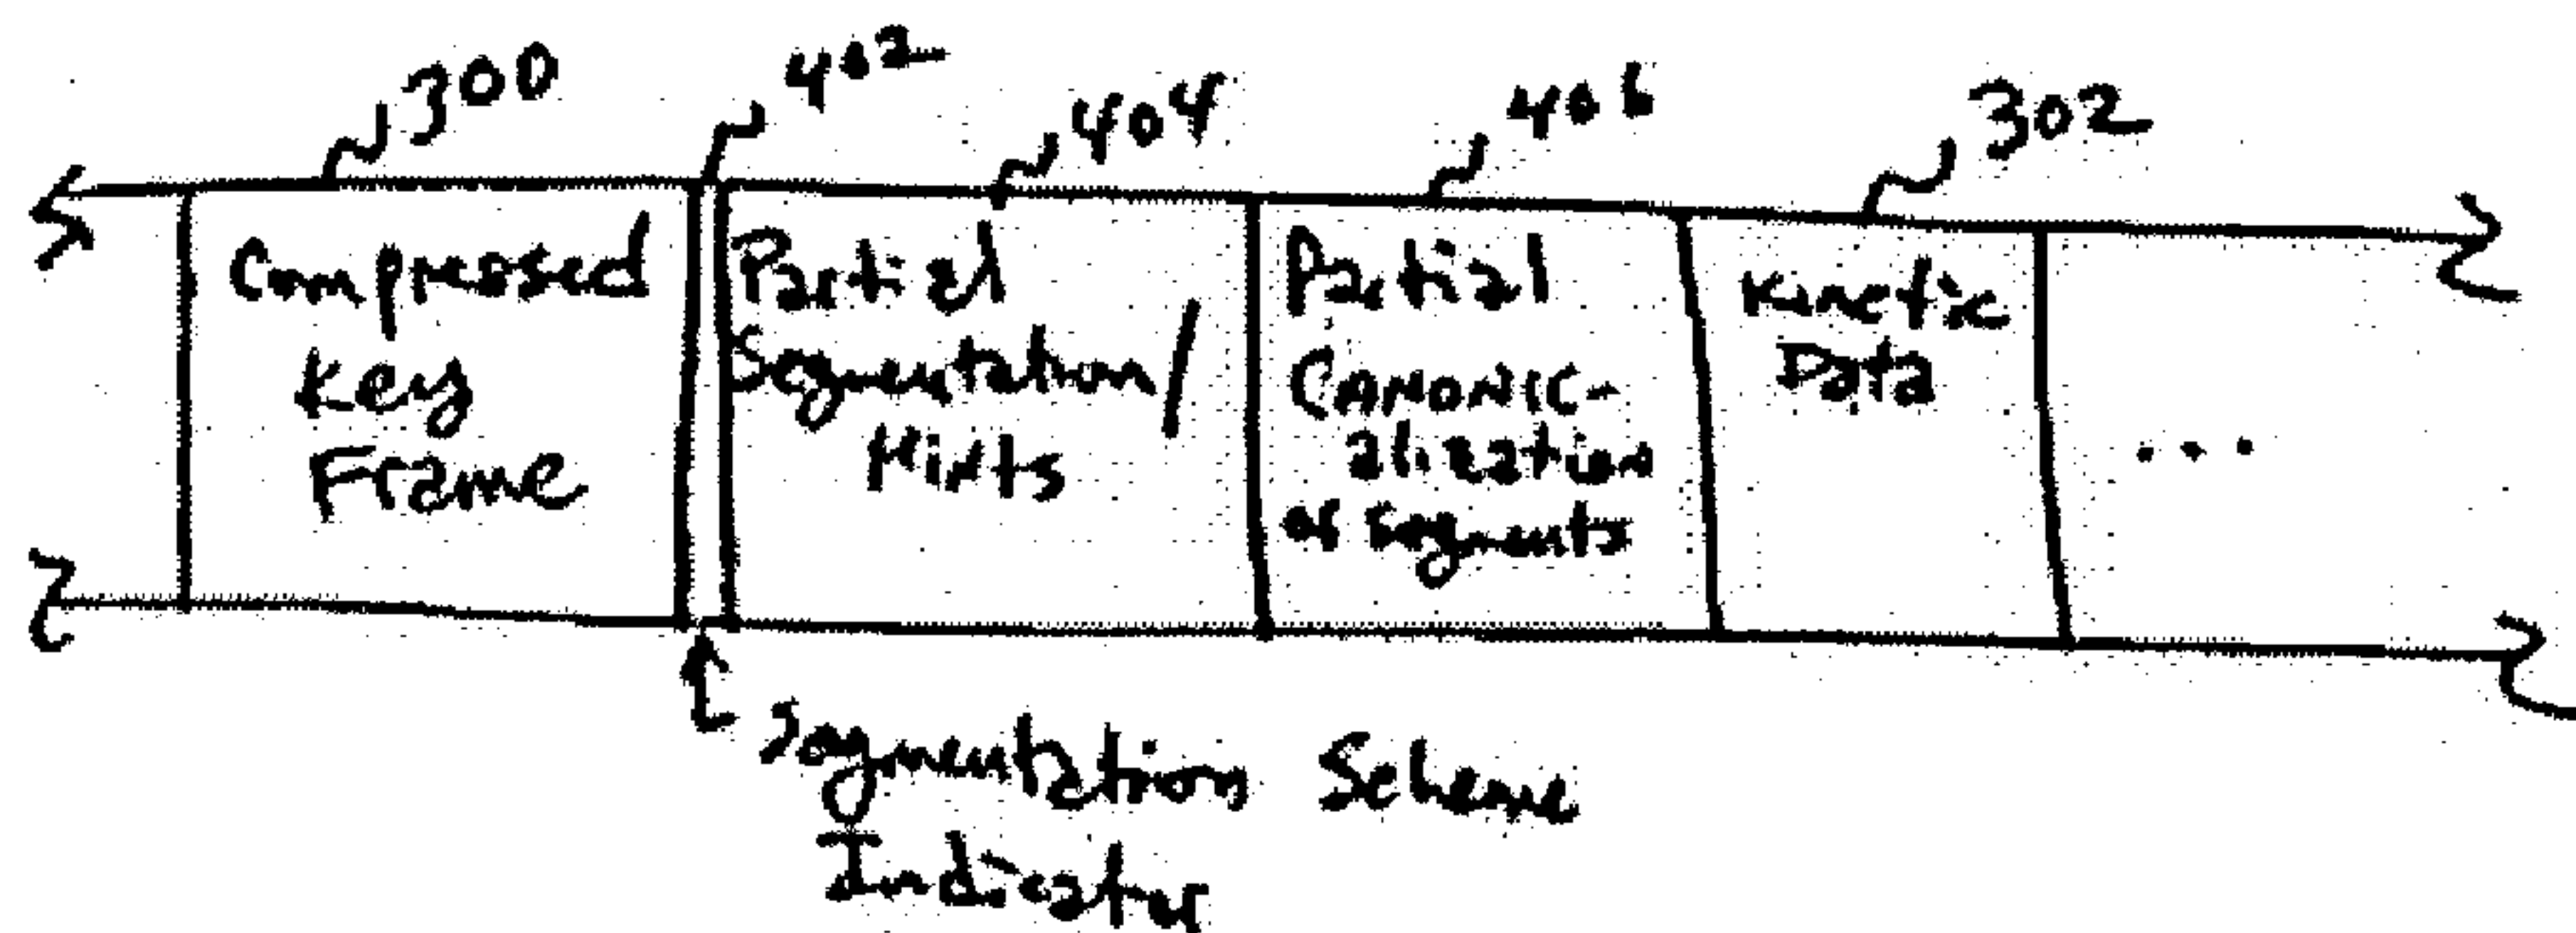 300 402 404 406 302
Compressed
Key
Frame
Partial
Segmentation/
Hints
Partial
CANONIC-
alization
of segments
Kinetic
Data
...
Segmentation Scheme
Indicator